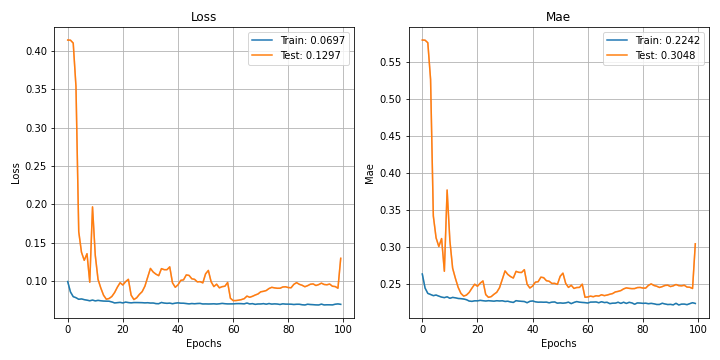 Loss
Train: 0.0697
Test: 0.1297
0.40
0.35
0.30
0.25
0.20
0.15
0.10
Loss
0 20 40 60 80 100
Epochs
Mae
Train: 0.2242
Test: 0.3048
0.55
0.50
0.45
0.40
0.35
0.30
0.25
Mae
0 20 40 60 80 100
Epochs